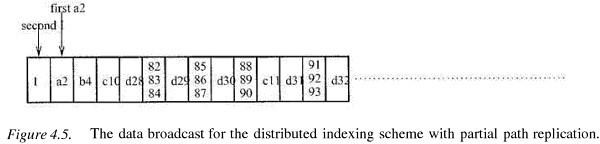 first a2
second
I a2 b4 c10 d28 82 83 84 d29 85 86 87 d30 88 89 90 c11 d31 91 92 93 d32
Figure 4.5. The data broadcast for the distributed indexing scheme with partial path replication.